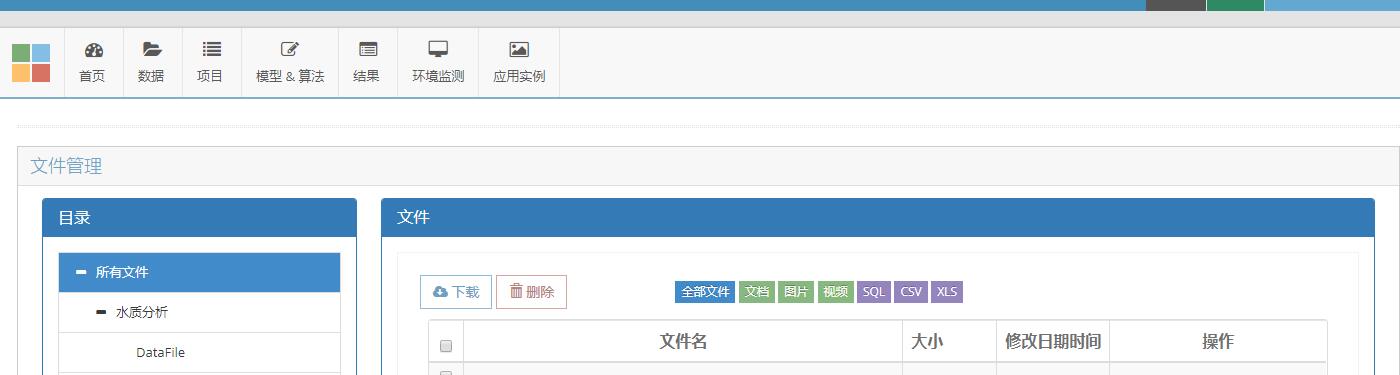 首页 数据 项目 模型 & 算法 结果 环境监测 应用实例
文件管理
目录
所有文件
水质分析
DataFile
文件
下载 删除 全部文件 文档 图片 视频 SQL CSV XLS
文件名 大小 修改日期时间 操作